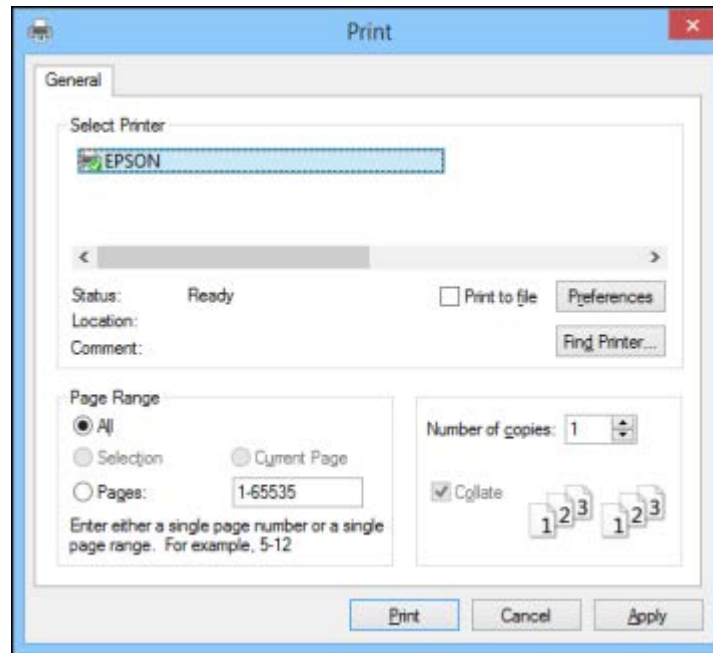 Print
General
Select Printer
EPSON
Status: Ready
Print to file
Preferences
Location:
Comment:
Find Printer...
Page Range
All
Selection
Current Page
Pages: 1-65535
Enter either a single page number or a single
page range. For example, 5-12
Number of copies: 1
Collate
1 2 3 1 2 3
Print Cancel Apply